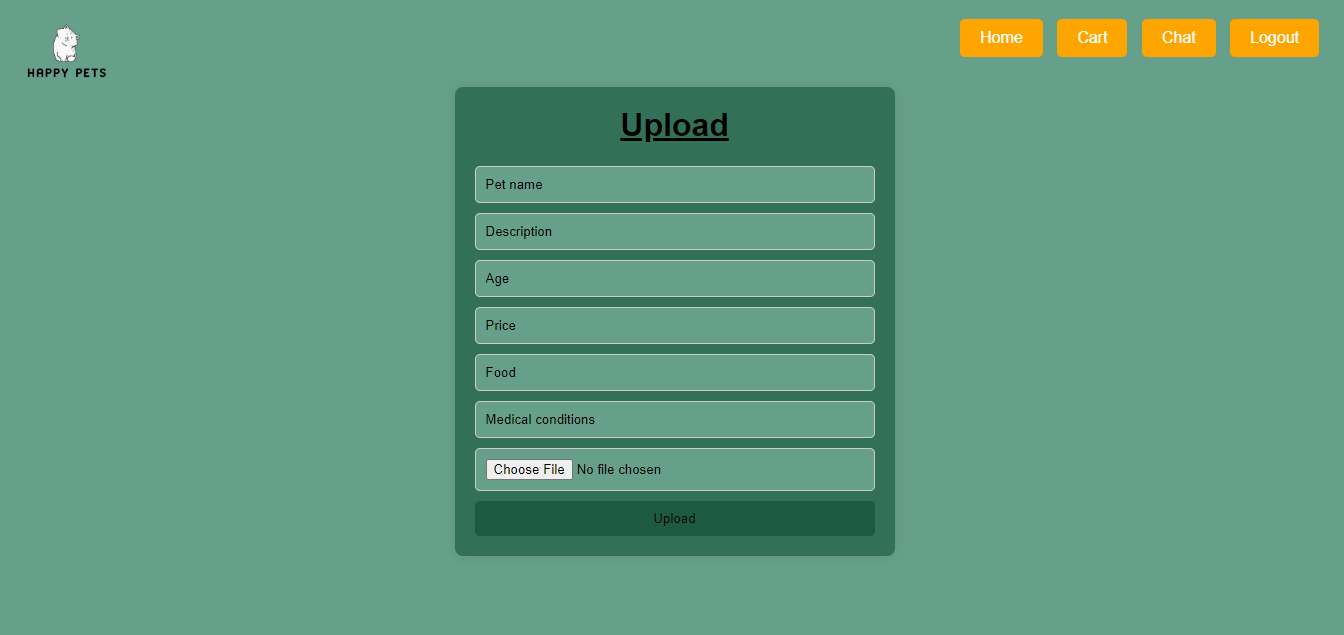 HAPPY PETS
Home Cart Chat Logout
Upload
Pet name
Description
Age
Price
Food
Medical conditions
Choose File No file chosen
Upload